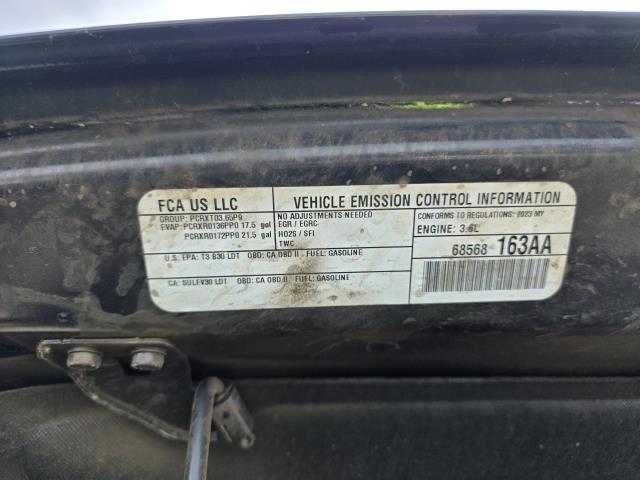 FCA US LLC
VEHICLE EMISSION CONTROL INFORMATION
GROUP: PCRXT03.65P9
EVAP: PCRXR0136PP0 17.5 gal
PCRXR0172PP0 21.5 gal
NO ADJUSTMENTS NEEDED
EGR / EGRC
HO2S / SFI
TWC
CONFORMS TO REGULATIONS: 2023 MY
ENGINE: 3.6L
68568 163AA
U.S. EPA: T3 B30 LDT OBD: CA OBD II FUEL: GASOLINE
CA: SULEV30 LDT OBD: CA OBD II FUEL: GASOLINE